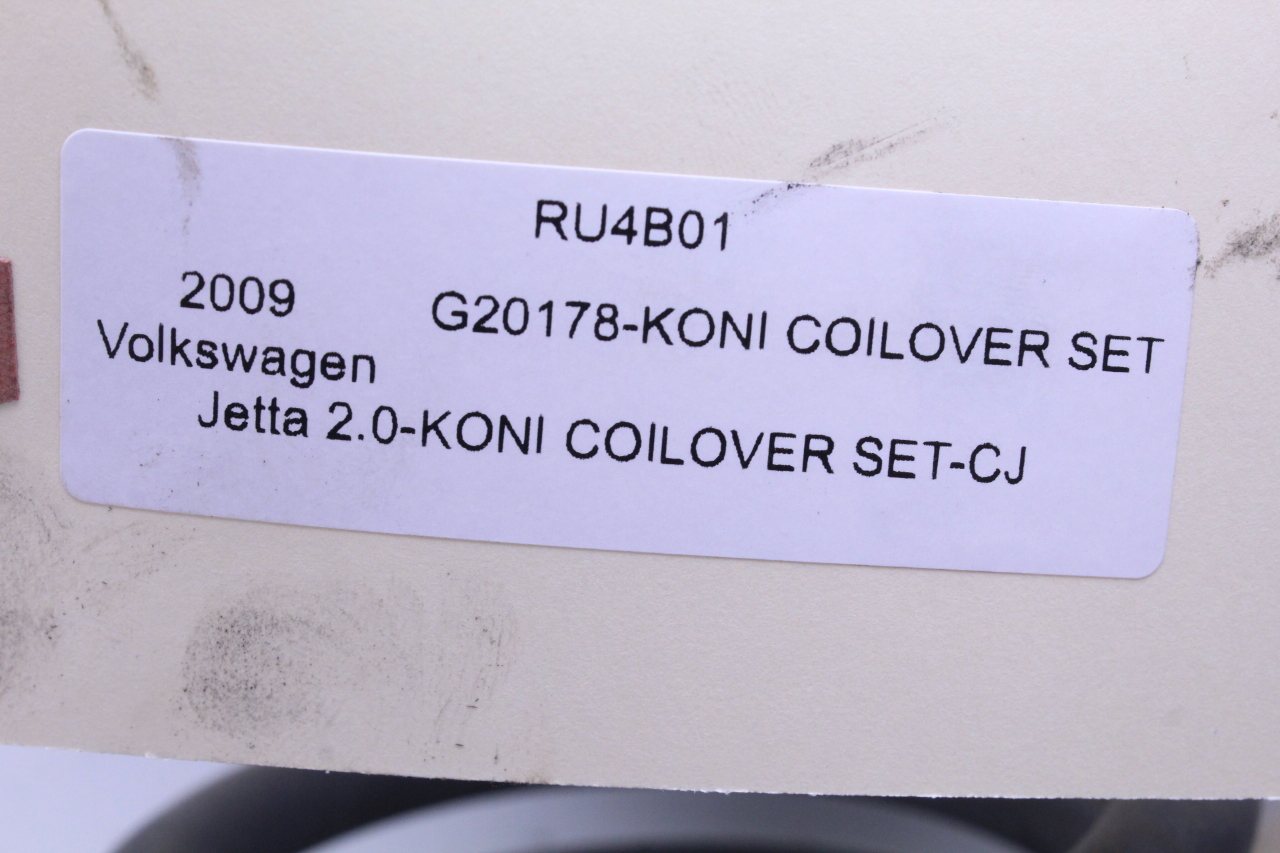 RU4B01
2009 G20178-KONI COILOVER SET
Volkswagen
Jetta 2.0-KONI COILOVER SET-CJ